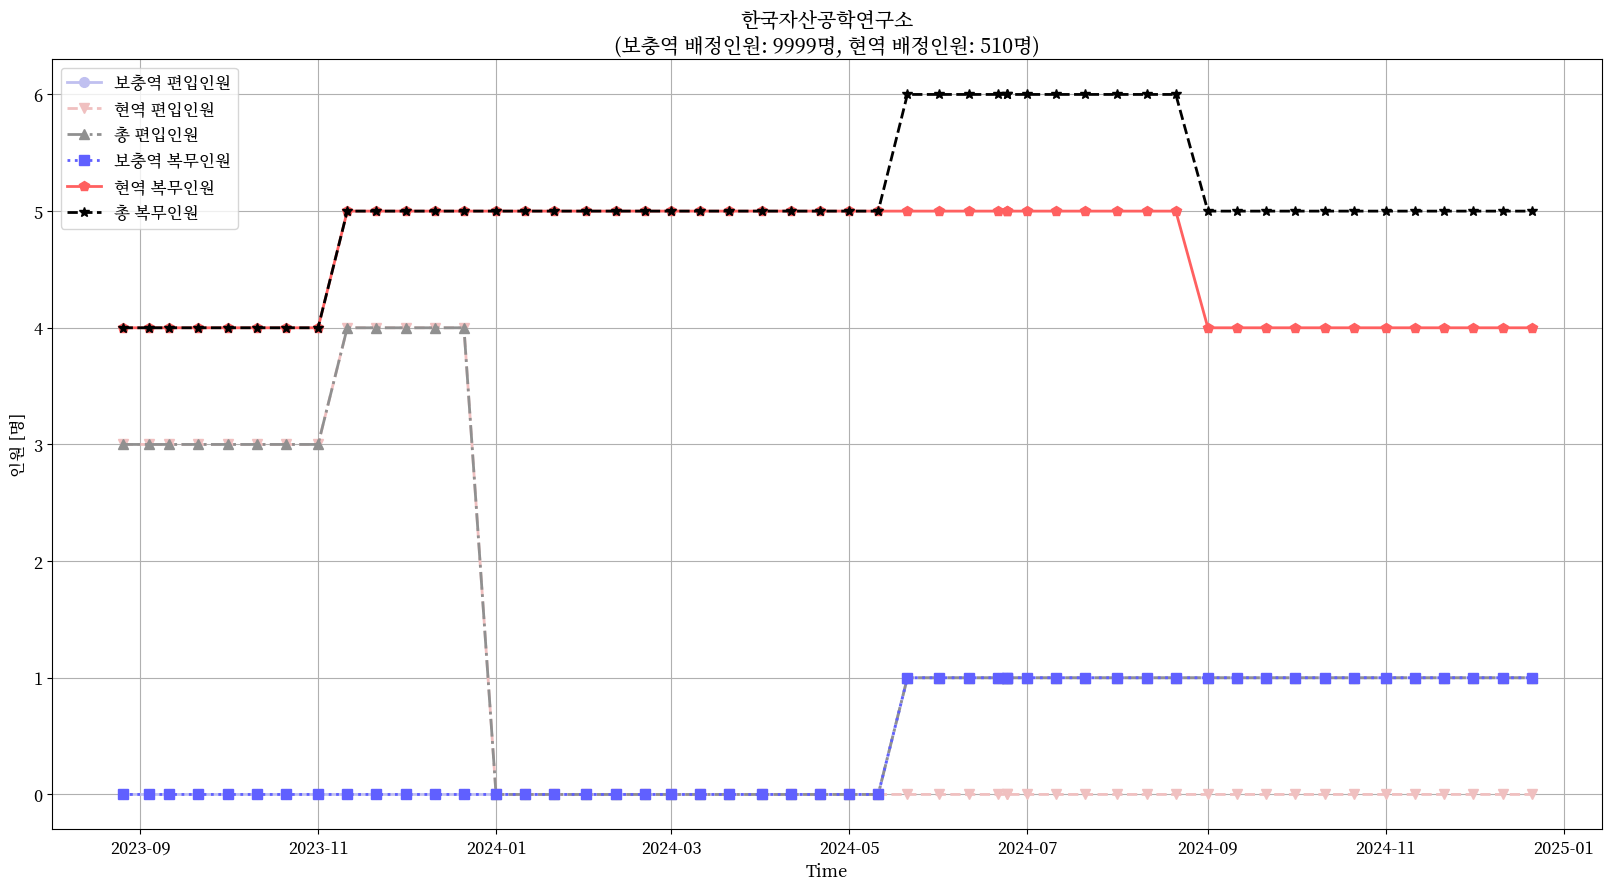 한국자산공학연구소
(보충역 배정인원: 9999명, 현역 배정인원: 510명)
보충역 편입인원
현역 편입인원
총 편입인원
보충역 복무인원
현역 복무인원
총 복무인원
인원 [명]
6
5
4
3
2
1
0
2023-09
2023-11
2024-01
2024-03
2024-05
2024-07
2024-09
2024-11
2025-01
Time